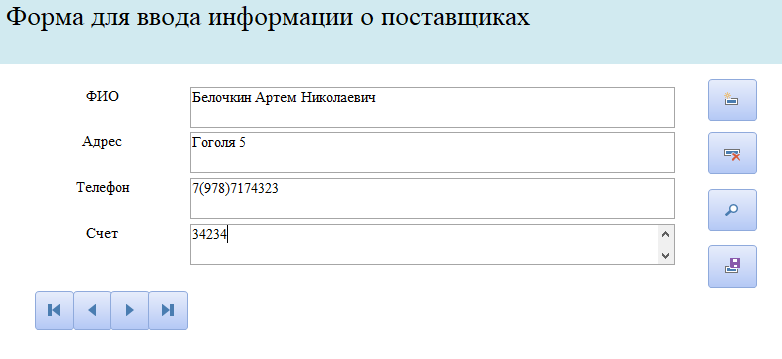 Форма для ввода информации о поставщиках
ФИО
Белочкин Артем Николаевич
Адрес
Гоголя 5
Телефон
7(978)7174323
Счет
34234